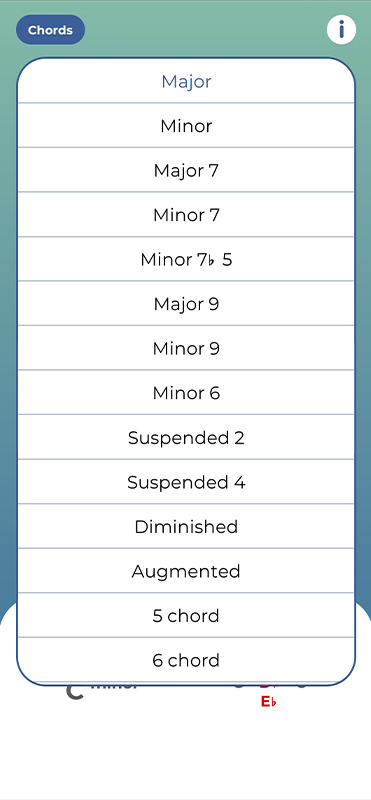 Chords
i
Major
Minor
Major 7
Minor 7
Minor 7♭ 5
Major 9
Minor 9
Minor 6
Suspended 2
Suspended 4
Diminished
Augmented
5 chord
6 chord
E♭